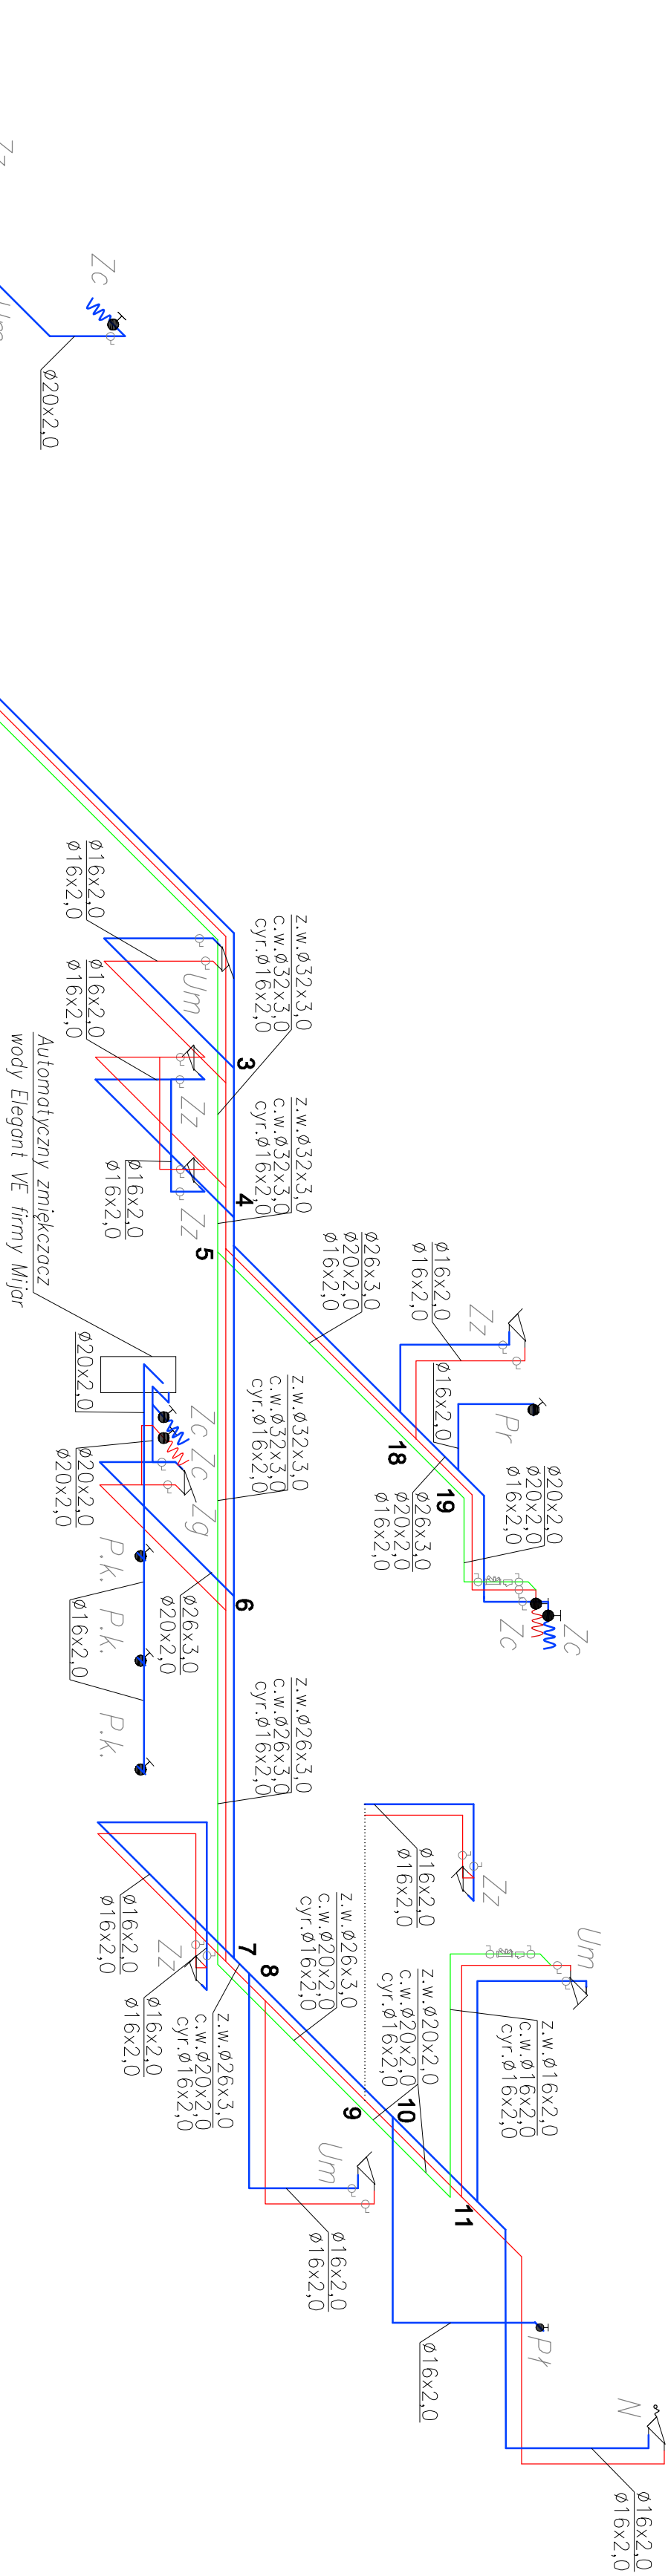 Zz
Um
Zc
ø20x2,0
ø16x2,0
ø16x2,0
ø16x2,0
ø16x2,0
Um
z.w.ø32x3,0
c.w.ø32x3,0
cyr.ø16x2,0
3
Zz
z.w.ø32x3,0
c.w.ø32x3,0
cyr.ø16x2,0
4
ø16x2,0
ø16x2,0
Zz
5
Automatyczny zmiękczacz
wody Elegant VE firmy Mijar
ø26x3,0
ø20x2,0
ø16x2,0
ø16x2,0
ø16x2,0
Zz
ø16x2,0
Pr
18
19
ø26x3,0
ø20x2,0
ø16x2,0
ø20x2,0
ø20x2,0
ø16x2,0
Zc
Zc
z.w.ø32x3,0
c.w.ø32x3,0
cyr.ø16x2,0
ø20x2,0
ø20x2,0
ø20x2,0
Zc
Zc
Zg
6
ø26x3,0
ø20x2,0
P.k.
P.k.
P.k.
ø16x2,0
z.w.ø26x3,0
c.w.ø26x3,0
cyr.ø16x2,0
ø16x2,0
ø16x2,0
Zz
ø16x2,0
ø16x2,0
Zz
ø16x2,0
ø16x2,0
7
8
z.w.ø26x3,0
c.w.ø20x2,0
cyr.ø16x2,0
z.w.ø26x3,0
c.w.ø20x2,0
cyr.ø16x2,0
z.w.ø20x2,0
c.w.ø20x2,0
cyr.ø16x2,0
Um
z.w.ø16x2,0
c.w.ø16x2,0
cyr.ø16x2,0
9
10
11
Um
ø16x2,0
ø16x2,0
Pł
ø16x2,0
N
ø16x2,0
ø16x2,0